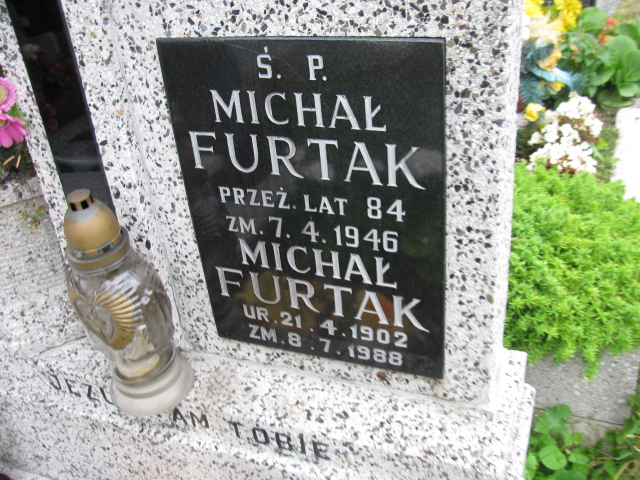 Ś. P.
MICHAŁ
FURTAK
PRZEŻ. LAT 84
ZM. 7. 4. 1946
MICHAŁ
FURTAK
UR. 21. 4. 1902
ZM. 8. 7. 1988
TOBIE